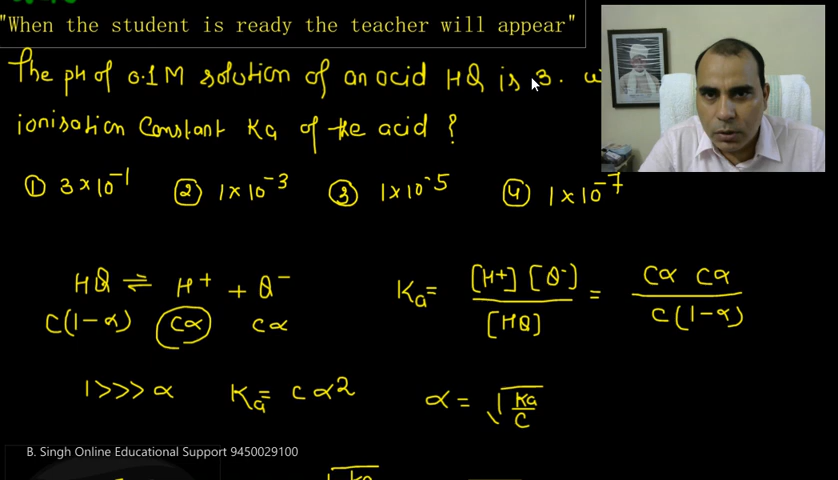 "When the student is ready the teacher will appear"
The pH of 0.1M solution of an acid HQ is 3.
ionisation Constant Ka of the acid ?
① 3×10⁻¹ ② 1×10⁻³ ③ 1×10⁻⁵ ④ 1×10⁻⁷
HQ ⇌ H⁺ + Q⁻ Ka = [H⁺] [Q⁻] / [HQ] = Cα Cα / C(1-α)
C(1-α) Cα Cα
1>>>α Ka = Cα² α = √(Ka/C)
B. Singh Online Educational Support 9450029100